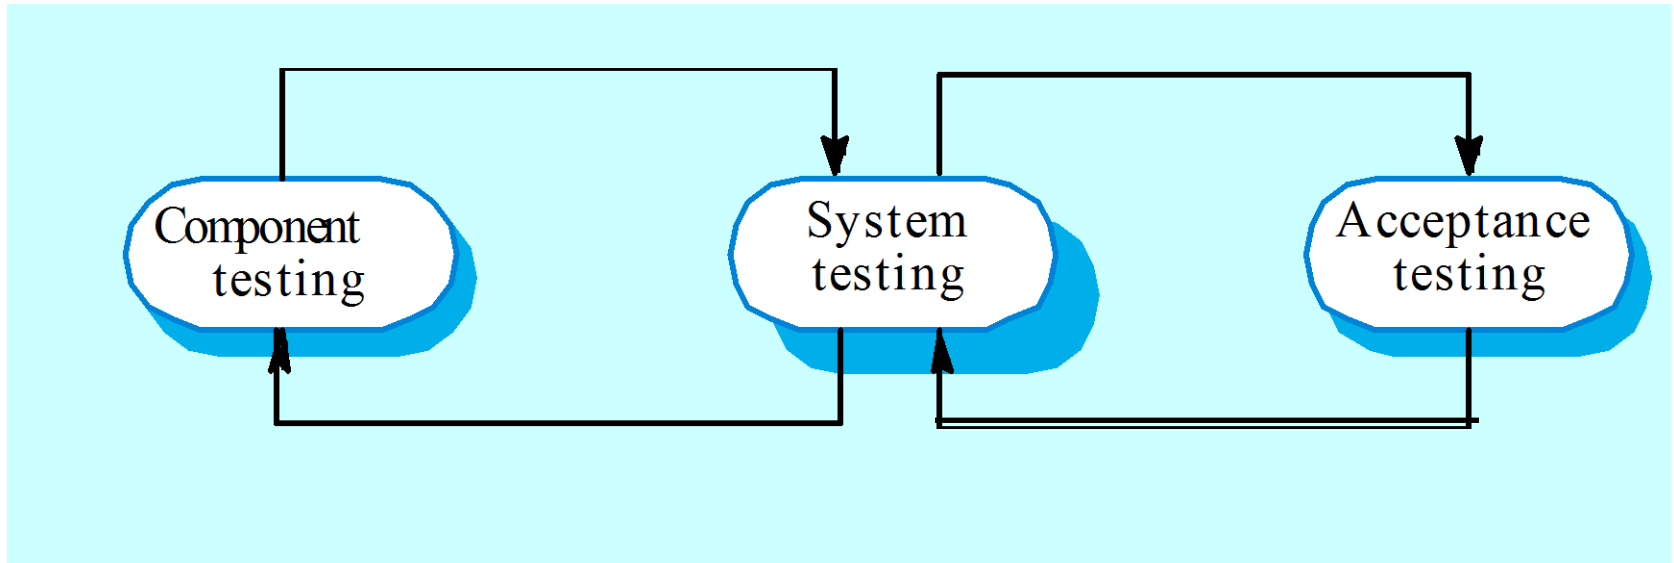 Component
testing
System
testing
Acceptance
testing